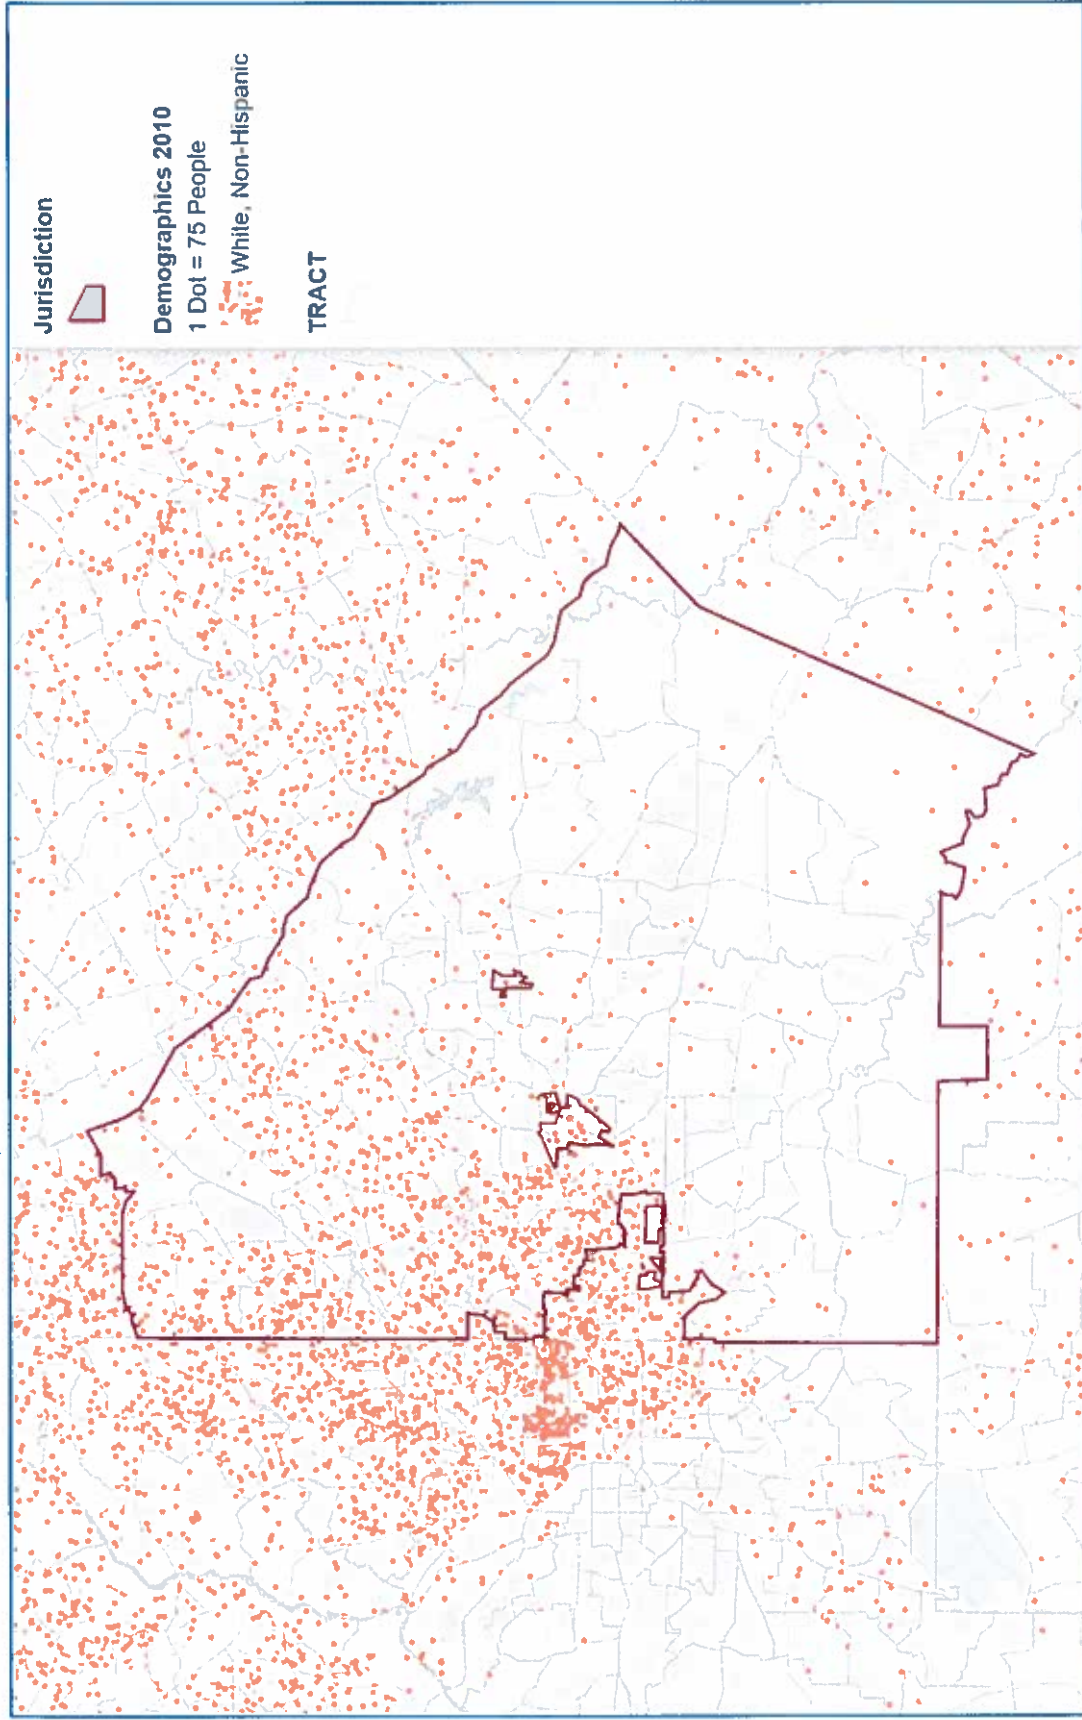 Jurisdiction
Demographics 2010
1 Dot = 75 People
White, Non-Hispanic
TRACT